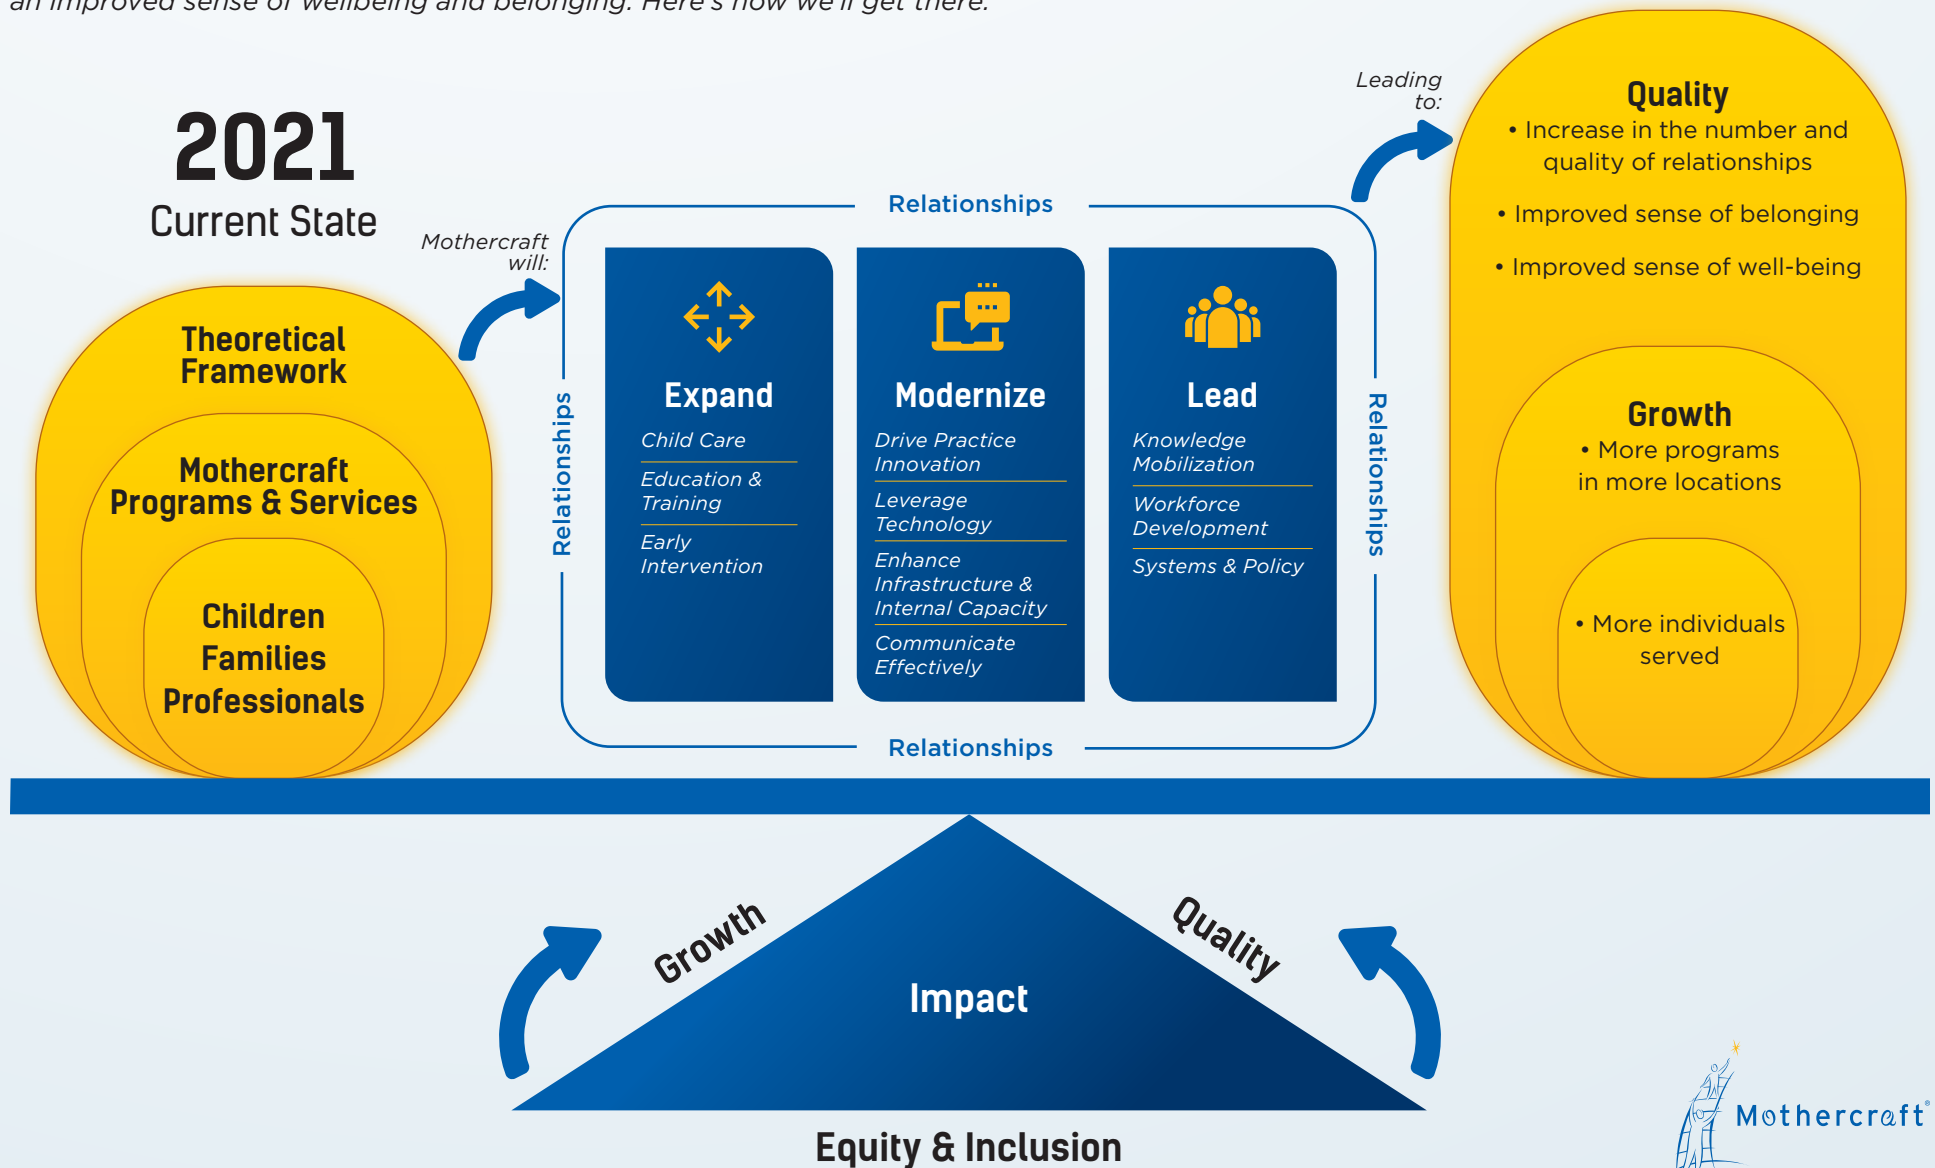 an improved sense of wellbeing and belonging. Here's how we'll get there.
2021
Current State
Theoretical
Framework
Mothercraft
Programs & Services
Children
Families
Professionals
Mothercraft
will:
Relationships
Relationships
Expand
Child Care
Education &
Training
Early
Intervention
Modernize
Drive Practice
Innovation
Leverage
Technology
Enhance
Infrastructure &
Internal Capacity
Communicate
Effectively
Lead
Knowledge
Mobilization
Workforce
Development
Systems & Policy
Relationships
Relationships
Leading
to:
Quality
• Increase in the number and
quality of relationships
• Improved sense of belonging
• Improved sense of well-being
Growth
• More programs
in more locations
• More individuals
served
Growth
Quality
Impact
Equity & Inclusion
Mothercraft®